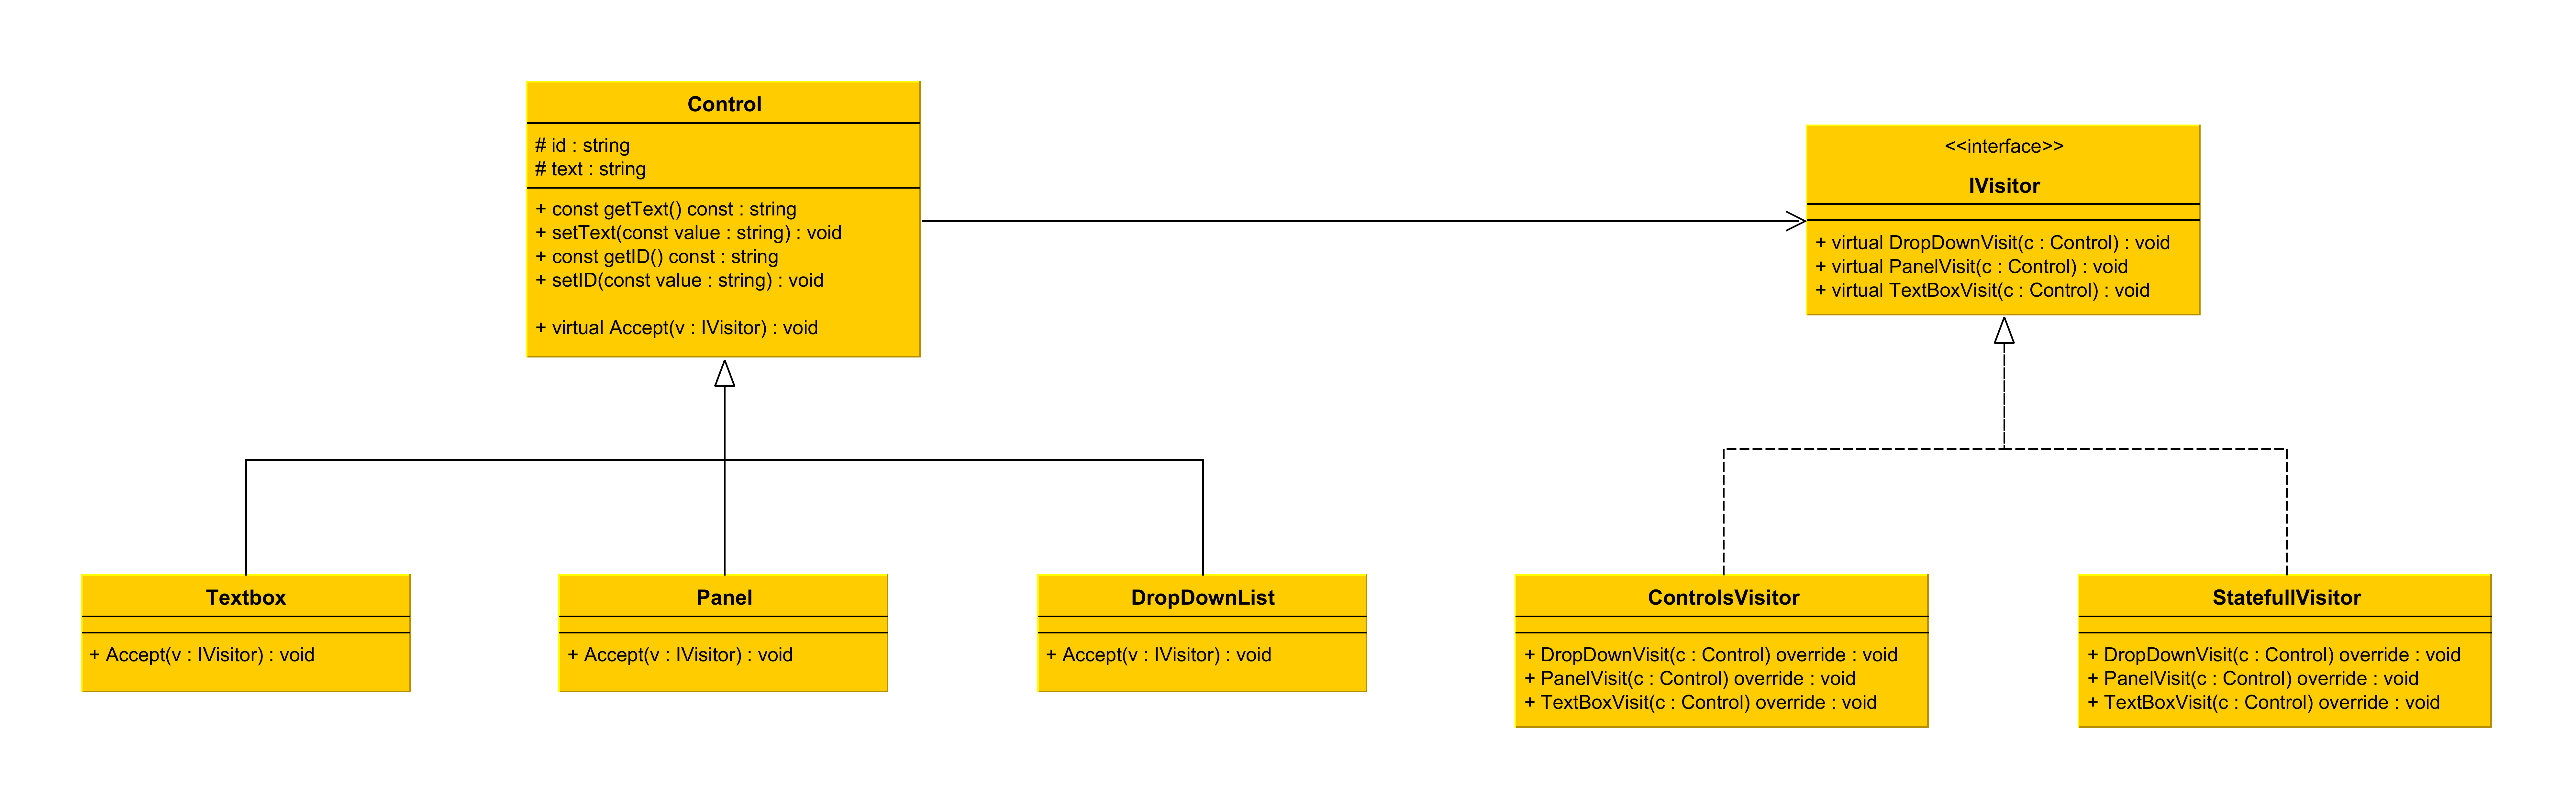 Control
# id : string
# text : string
+ const getText() const : string
+ setText(const value : string) : void
+ const getID() const : string
+ setID(const value : string) : void
+ virtual Accept(v : IVisitor) : void
<<interface>>
IVisitor
+ virtual DropDownVisit(c : Control) : void
+ virtual PanelVisit(c : Control) : void
+ virtual TextBoxVisit(c : Control) : void
Textbox
+ Accept(v : IVisitor) : void
Panel
+ Accept(v : IVisitor) : void
DropDownList
+ Accept(v : IVisitor) : void
ControlsVisitor
+ DropDownVisit(c : Control) override : void
+ PanelVisit(c : Control) override : void
+ TextBoxVisit(c : Control) override : void
StatefullVisitor
+ DropDownVisit(c : Control) override : void
+ PanelVisit(c : Control) override : void
+ TextBoxVisit(c : Control) override : void